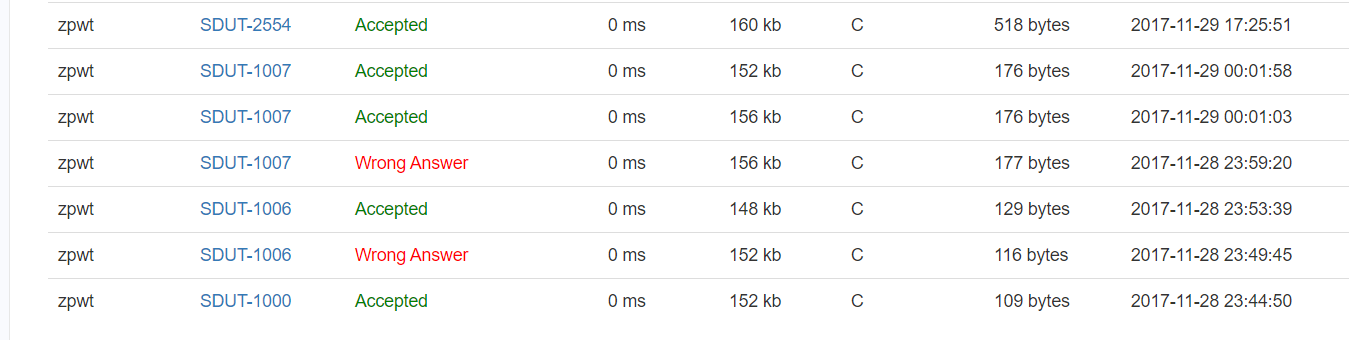 zpwt SDUT-2554 Accepted 0 ms 160 kb C 518 bytes 2017-11-29 17:25:51
zpwt SDUT-1007 Accepted 0 ms 152 kb C 176 bytes 2017-11-29 00:01:58
zpwt SDUT-1007 Accepted 0 ms 156 kb C 176 bytes 2017-11-29 00:01:03
zpwt SDUT-1007 Wrong Answer 0 ms 156 kb C 177 bytes 2017-11-28 23:59:20
zpwt SDUT-1006 Accepted 0 ms 148 kb C 129 bytes 2017-11-28 23:53:39
zpwt SDUT-1006 Wrong Answer 0 ms 152 kb C 116 bytes 2017-11-28 23:49:45
zpwt SDUT-1000 Accepted 0 ms 152 kb C 109 bytes 2017-11-28 23:44:50